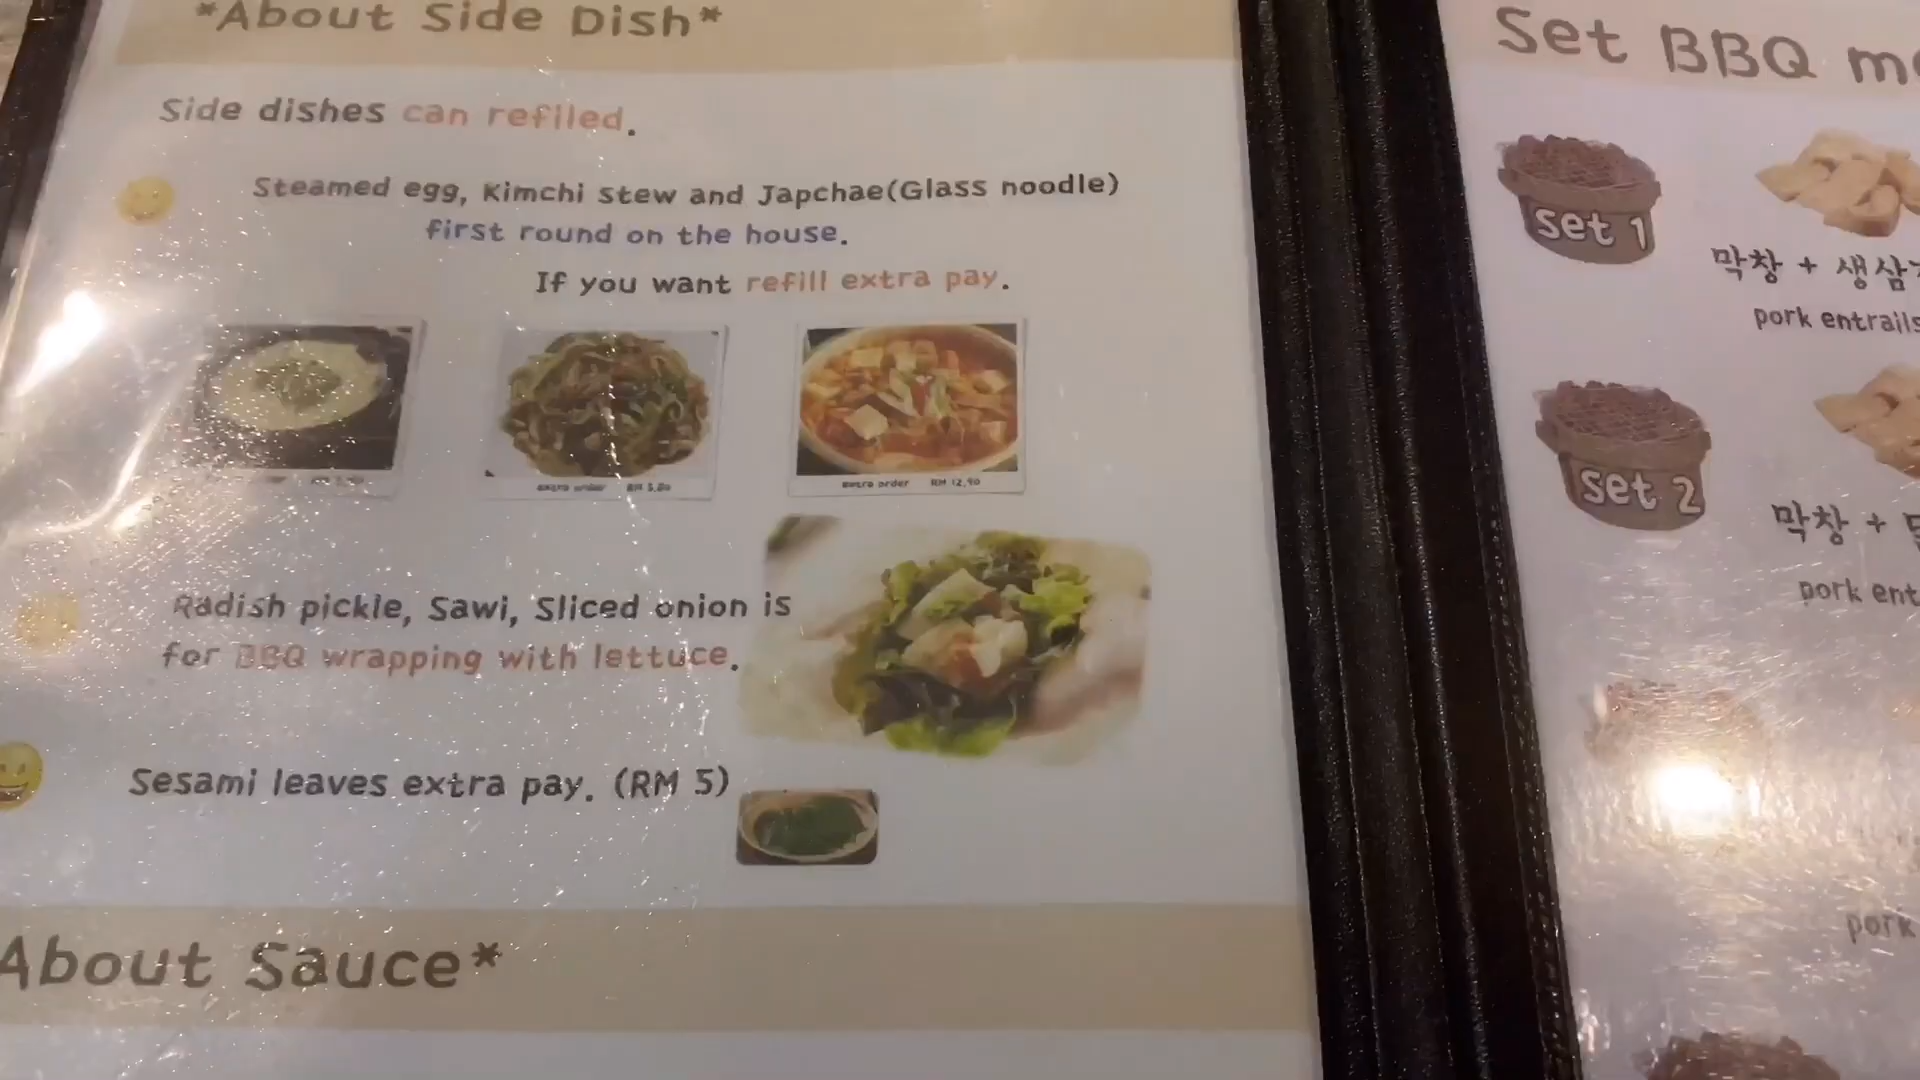 *About Side Dish*
Side dishes can refiled.
Steamed egg, Kimchi stew and Japchae(Glass noodle)
first round on the house.
If you want refill extra pay.
extra order RM 5.80
extra order RM 12.90
Radish pickle, Sawi, Sliced onion is
for BBQ wrapping with lettuce.
Sesami leaves extra pay. (RM 5)
About Sauce*
Set BBQ
Set 1
막창 + 생삼
pork entrails
Set 2
막창 +
pork
pork